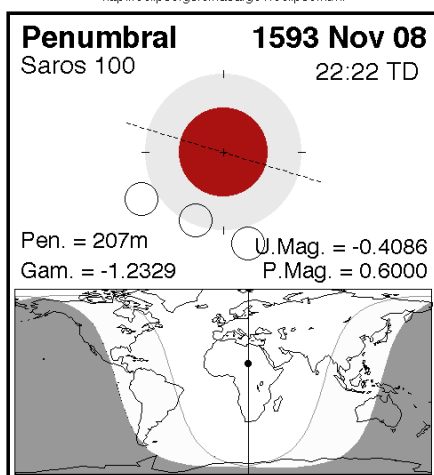 Penumbral 1593 Nov 08
Saros 100 22:22 TD
Pen. = 207m U.Mag. = -0.4086
Gam. = -1.2329 P.Mag. = 0.6000